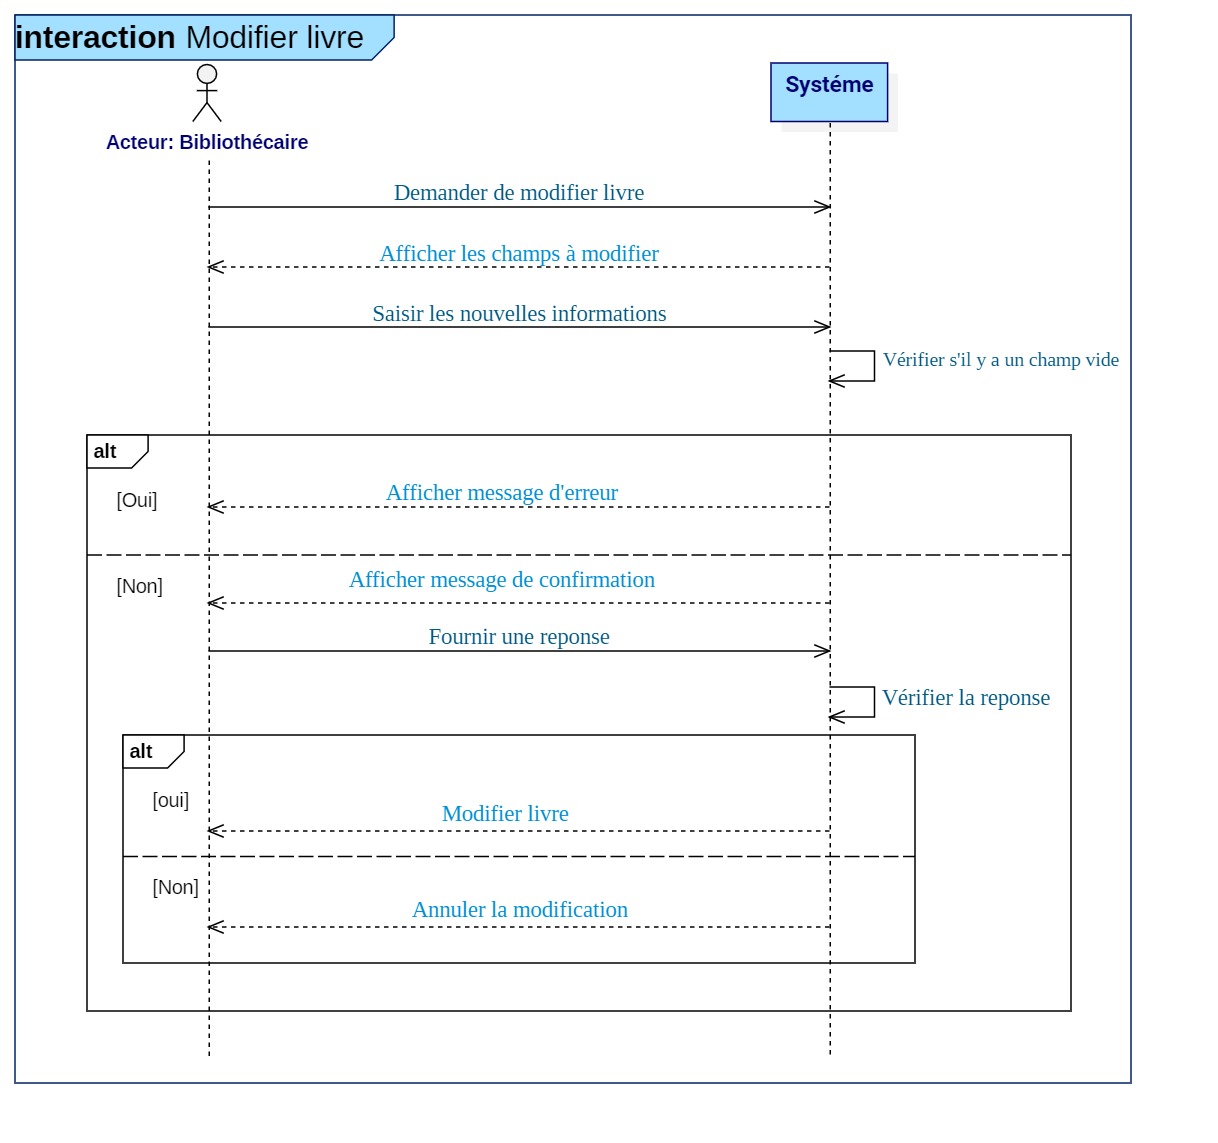 interaction Modifier livre
Systéme
Acteur: Bibliothécaire
Demander de modifier livre
Afficher les champs à modifier
Saisir les nouvelles informations
Vérifier s'il y a un champ vide
alt
[Oui]
Afficher message d'erreur
[Non]
Afficher message de confirmation
Fournir une reponse
Vérifier la reponse
alt
[oui]
Modifier livre
[Non]
Annuler la modification